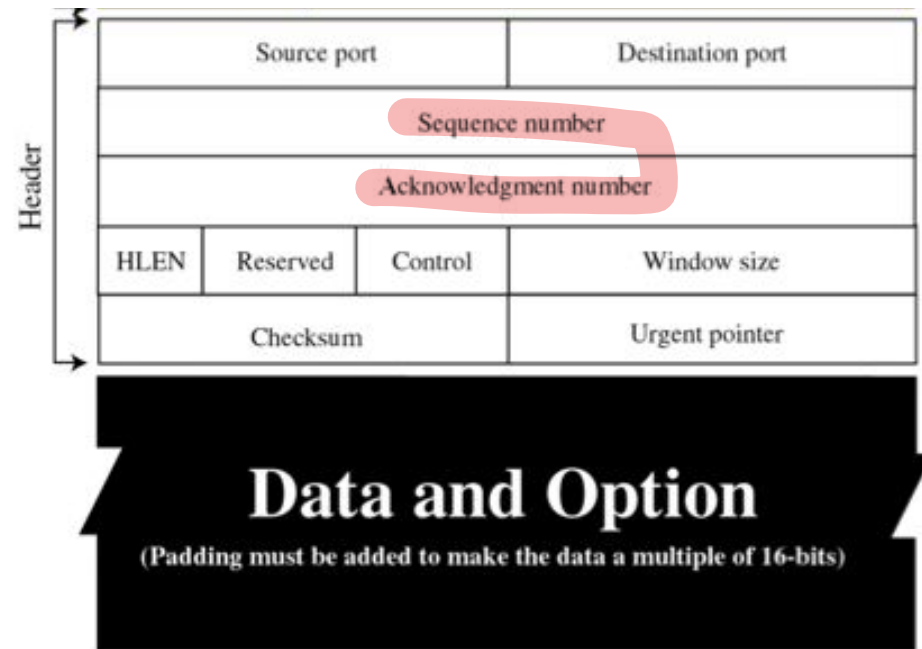 Header
Source port
Destination port
Sequence number
Acknowledgment number
HLEN
Reserved
Control
Window size
Checksum
Urgent pointer
Data and Option
(Padding must be added to make the data a multiple of 16-bits)